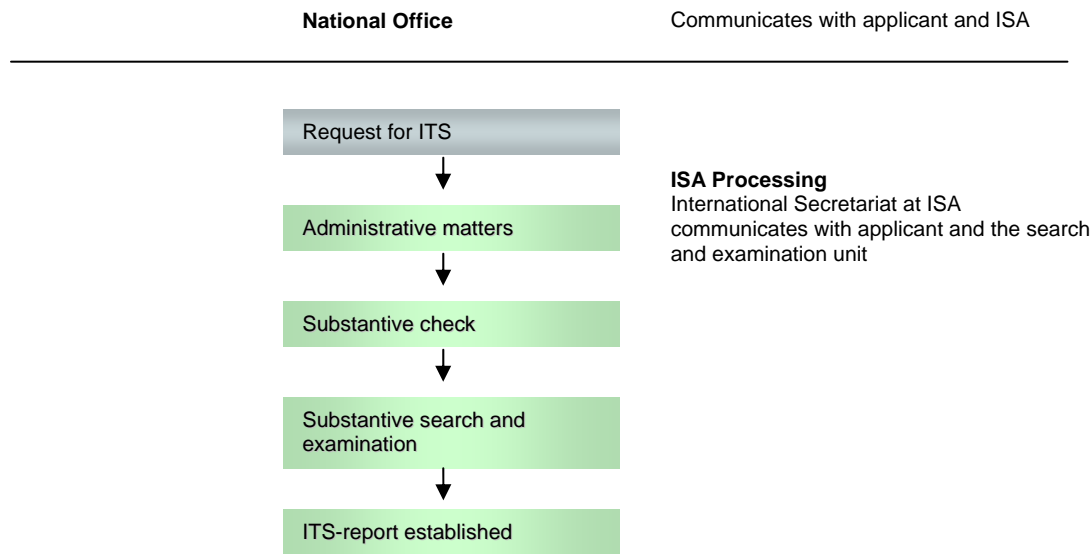 National Office
Communicates with applicant and ISA
Request for ITS
ISA Processing
International Secretariat at ISA
communicates with applicant and the search
and examination unit
Administrative matters
Substantive check
Substantive search and
examination
ITS-report established